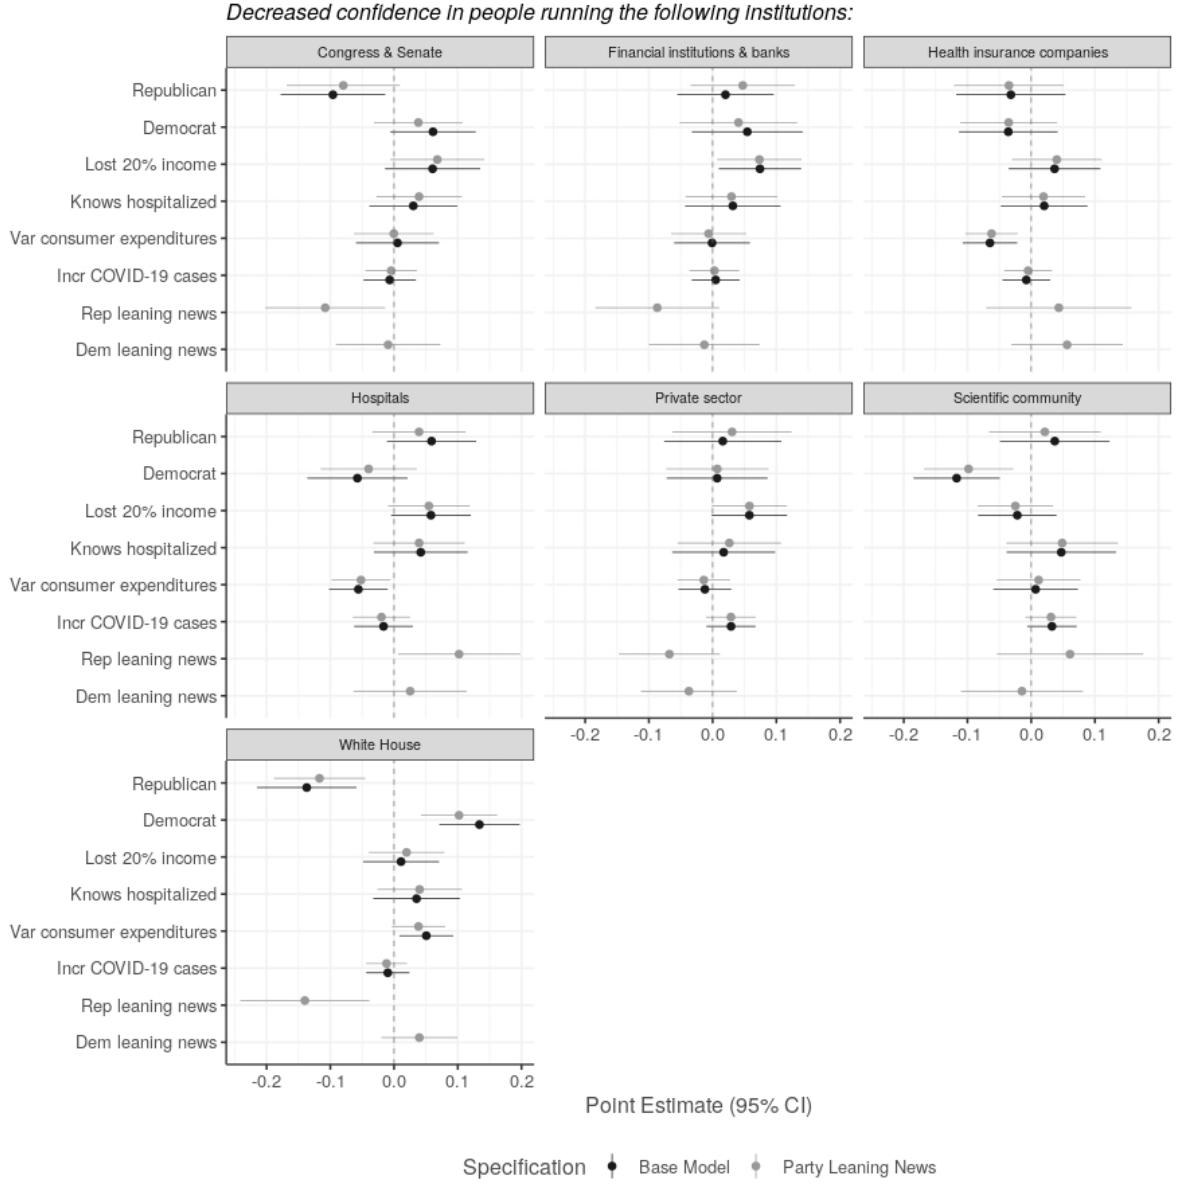 Decreased confidence in people running the following institutions:
Congress & Senate
Financial institutions & banks
Health insurance companies
Republican
Democrat
Lost 20% income
Knows hospitalized
Var consumer expenditures
Incr COVID-19 cases
Rep leaning news
Dem leaning news
Hospitals
Private sector
Scientific community
Republican
Democrat
Lost 20% income
Knows hospitalized
Var consumer expenditures
Incr COVID-19 cases
Rep leaning news
Dem leaning news
-0.2 -0.1 0.0 0.1 0.2
-0.2 -0.1 0.0 0.1 0.2
White House
Republican
Democrat
Lost 20% income
Knows hospitalized
Var consumer expenditures
Incr COVID-19 cases
Rep leaning news
Dem leaning news
-0.2 -0.1 0.0 0.1 0.2
Point Estimate (95% CI)
Specification Base Model Party Leaning News